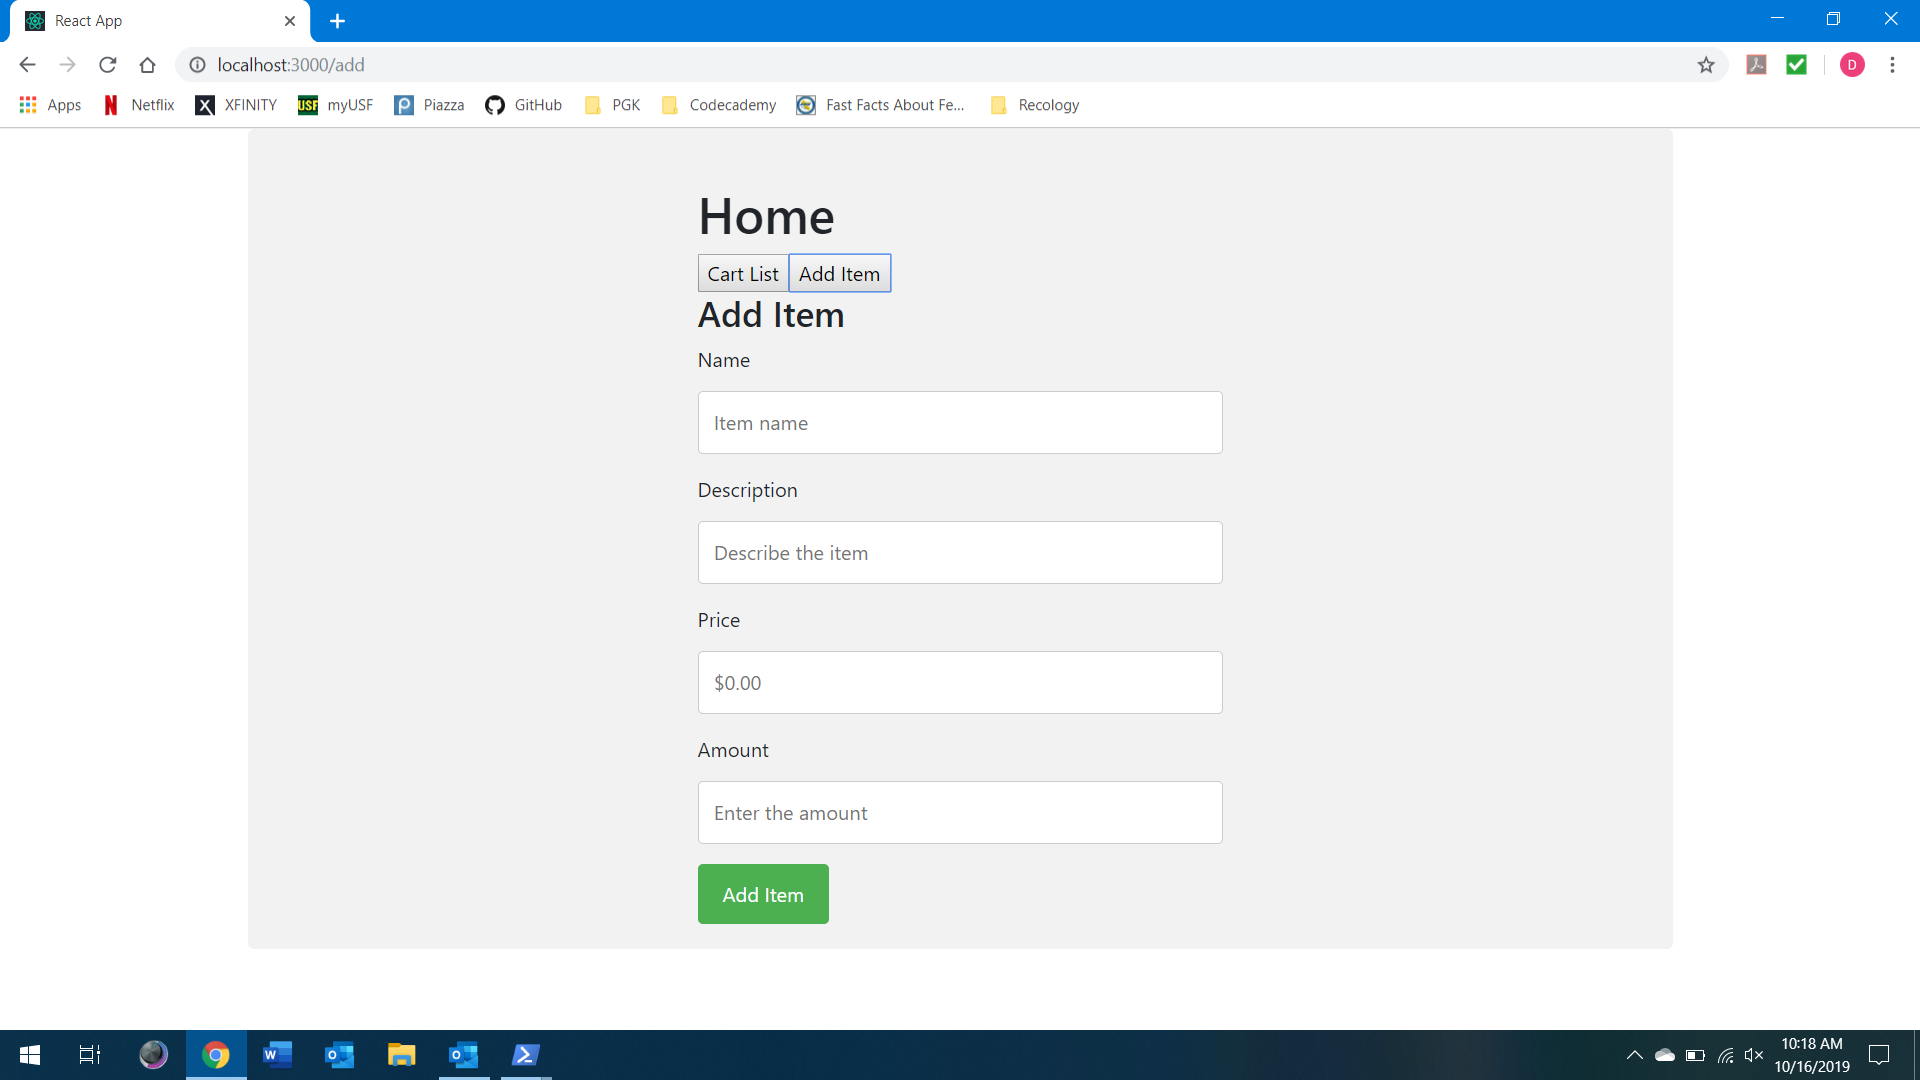 React App
localhost:3000/add
D
Apps Netflix XFINITY USF myUSF Piazza GitHub PGK Codecademy Fast Facts About Fe... Recology
Home
Cart List Add Item
Add Item
Name
Item name
Description
Describe the item
Price
$0.00
Amount
Enter the amount
Add Item
10:18 AM
10/16/2019